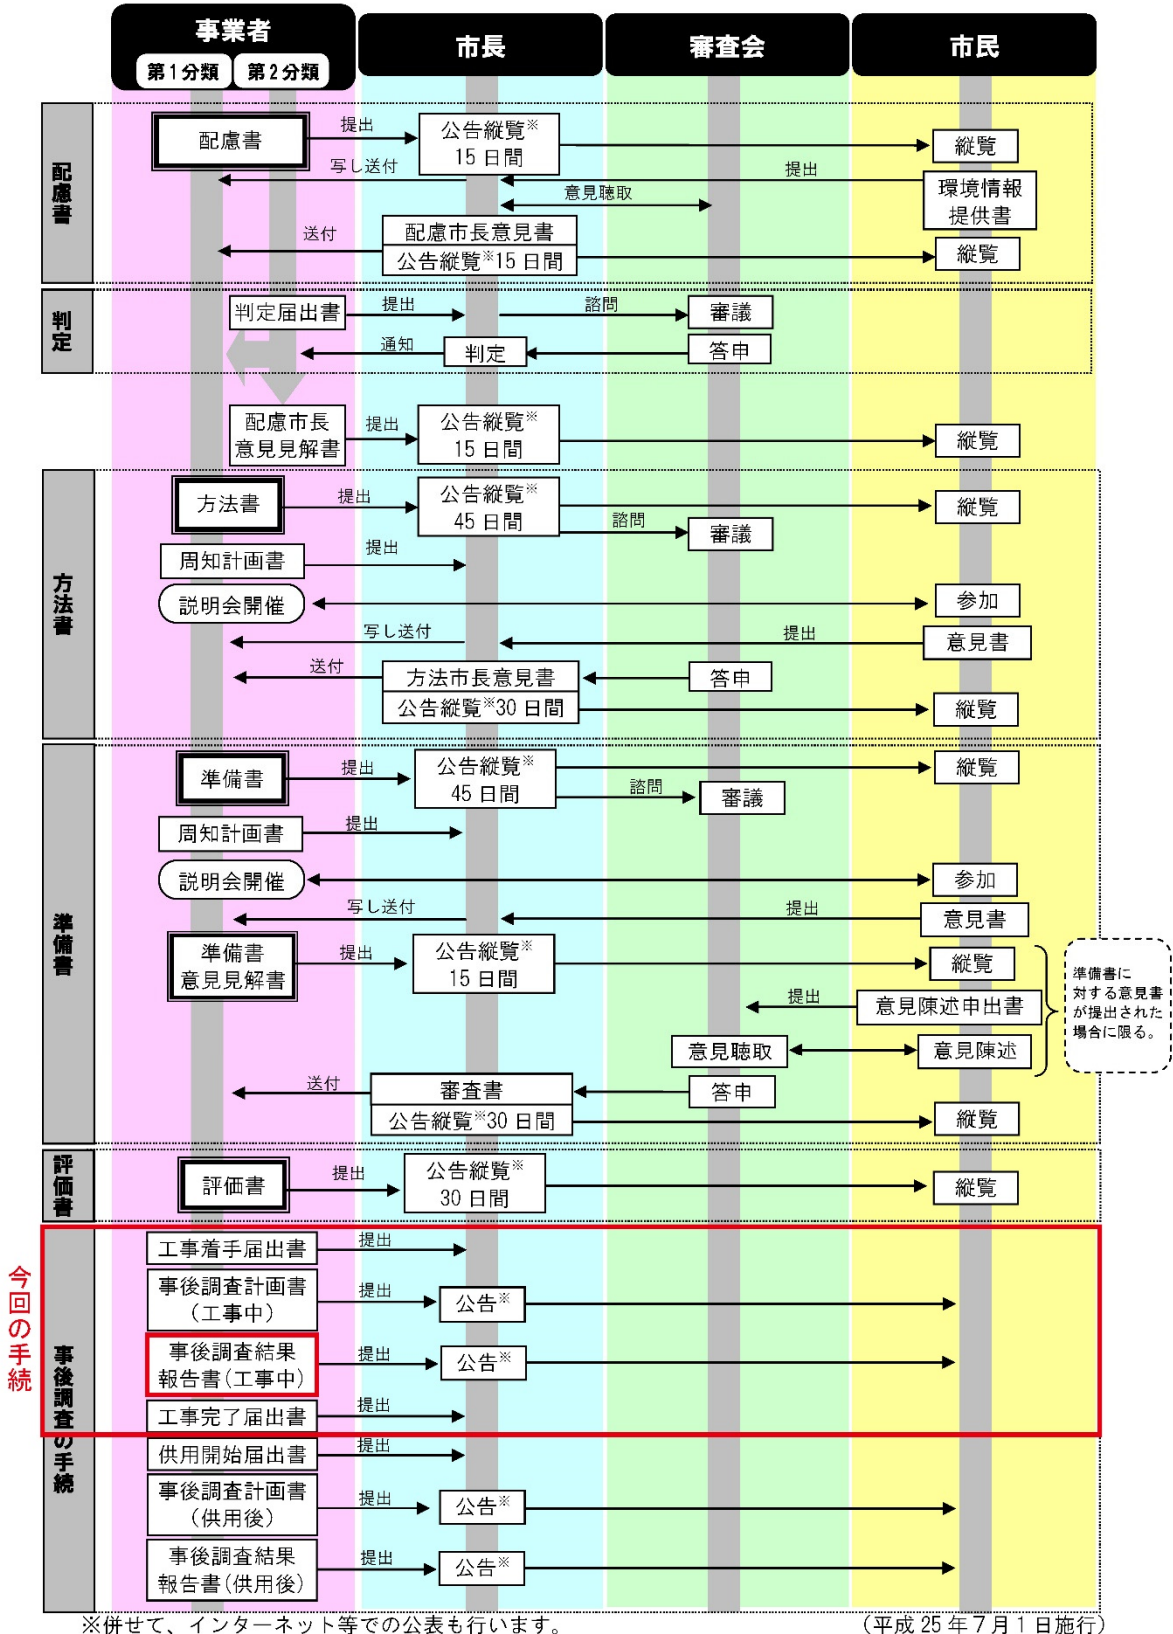 事業者
第1分類 第2分類
市長
審査会
市民
配慮書
配慮書
提出
公告縦覧※
15日間
縦覧
写し送付
提出
環境情報
提供書
意見聴取
送付
配慮市長意見書
公告縦覧※15日間
縦覧
判定
判定届出書
提出
諮問
審議
通知
判定
答申
配慮市長
意見見解書
提出
公告縦覧※
15日間
縦覧
方法書
方法書
提出
公告縦覧※
45日間
縦覧
諮問
審議
周知計画書
提出
説明会開催
参加
写し送付
提出
意見書
送付
方法市長意見書
答申
公告縦覧※30日間
縦覧
準備書
準備書
提出
公告縦覧※
45日間
縦覧
諮問
審議
周知計画書
提出
説明会開催
参加
写し送付
提出
意見書
準備書
意見見解書
提出
公告縦覧※
15日間
縦覧
提出
意見陳述申出書
意見聴取
意見陳述
準備書に
対する意見書
が提出された
場合に限る。
送付
審査書
答申
公告縦覧※30日間
縦覧
評価書
評価書
提出
公告縦覧※
30日間
縦覧
今回の手続
事後調査の手続
工事着手届出書
提出
事後調査計画書
(工事中)
提出
公告※
事後調査結果
報告書(工事中)
提出
公告※
工事完了届出書
提出
供用開始届出書
提出
事後調査計画書
(供用後)
提出
公告※
事後調査結果
報告書(供用後)
提出
公告※
※併せて、インターネット等での公表も行います。
(平成25年7月1日施行)